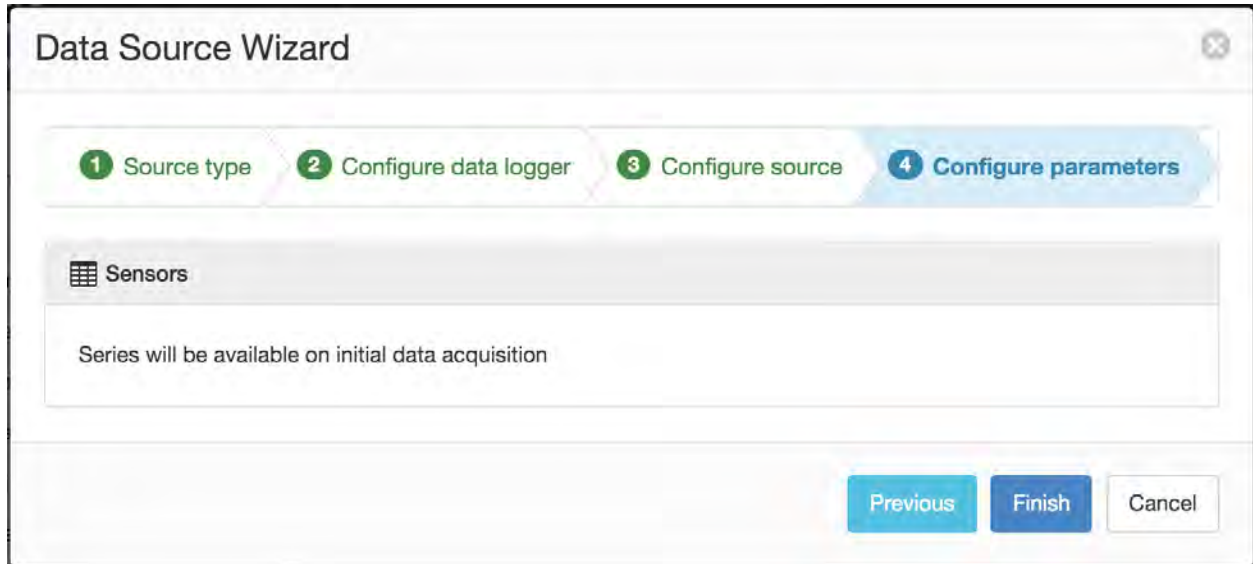 Data Source Wizard
1 Source type 2 Configure data logger 3 Configure source 4 Configure parameters
Sensors
Series will be available on initial data acquisition
Previous Finish Cancel